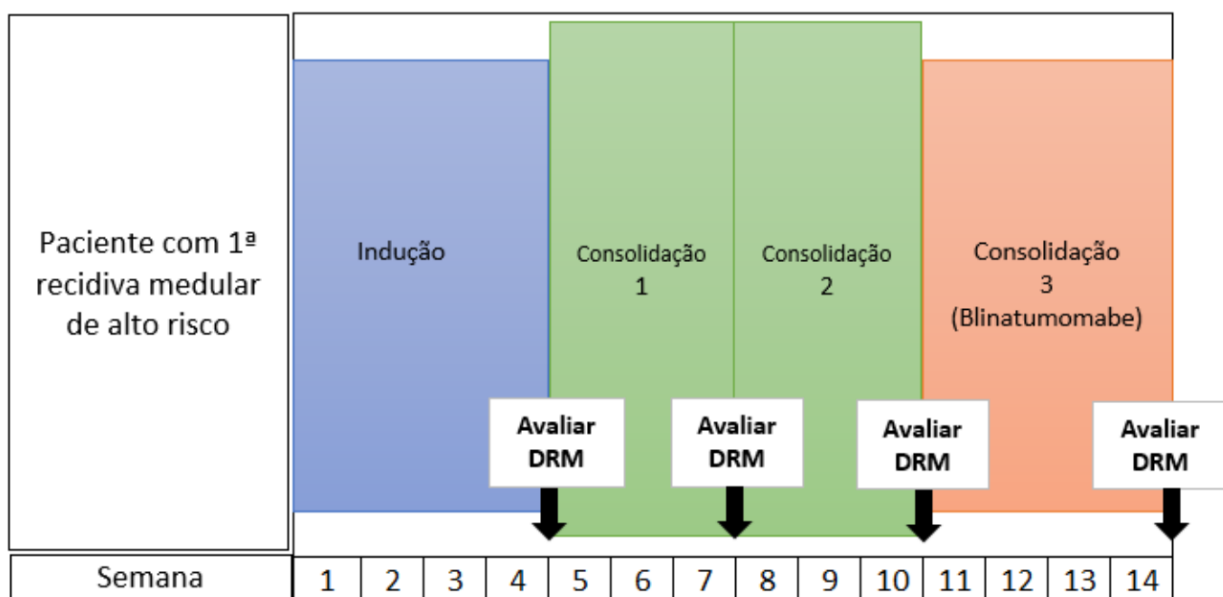 Paciente com 1ª
recidiva medular
de alto risco
Indução
Consolidação
1
Consolidação
2
Consolidação
3
(Blinatumomabe)
Avaliar
DRM
Avaliar
DRM
Avaliar
DRM
Avaliar
DRM
Semana 1 2 3 4 5 6 7 8 9 10 11 12 13 14